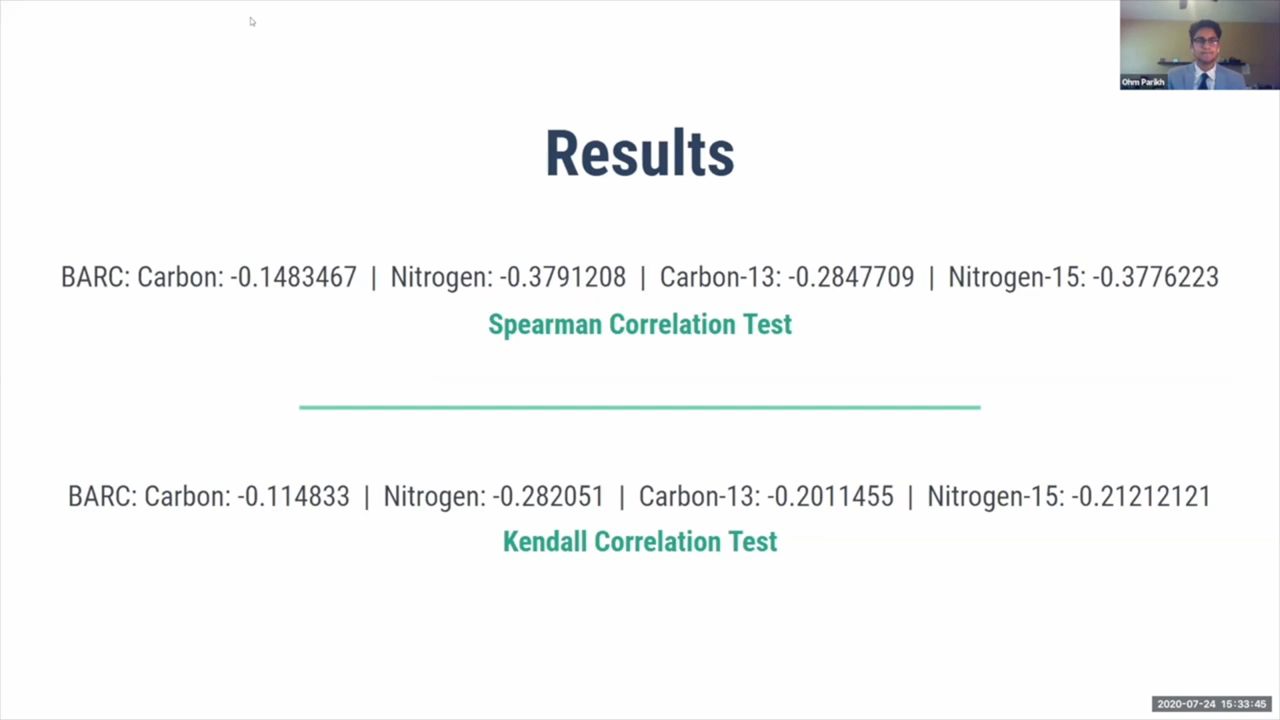 Ohm Parikh
Results
BARC: Carbon: -0.1483467 | Nitrogen: -0.3791208 | Carbon-13: -0.2847709 | Nitrogen-15: -0.3776223
Spearman Correlation Test
BARC: Carbon: -0.114833 | Nitrogen: -0.282051 | Carbon-13: -0.2011455 | Nitrogen-15: -0.21212121
Kendall Correlation Test
2020-07-24 15:33:45